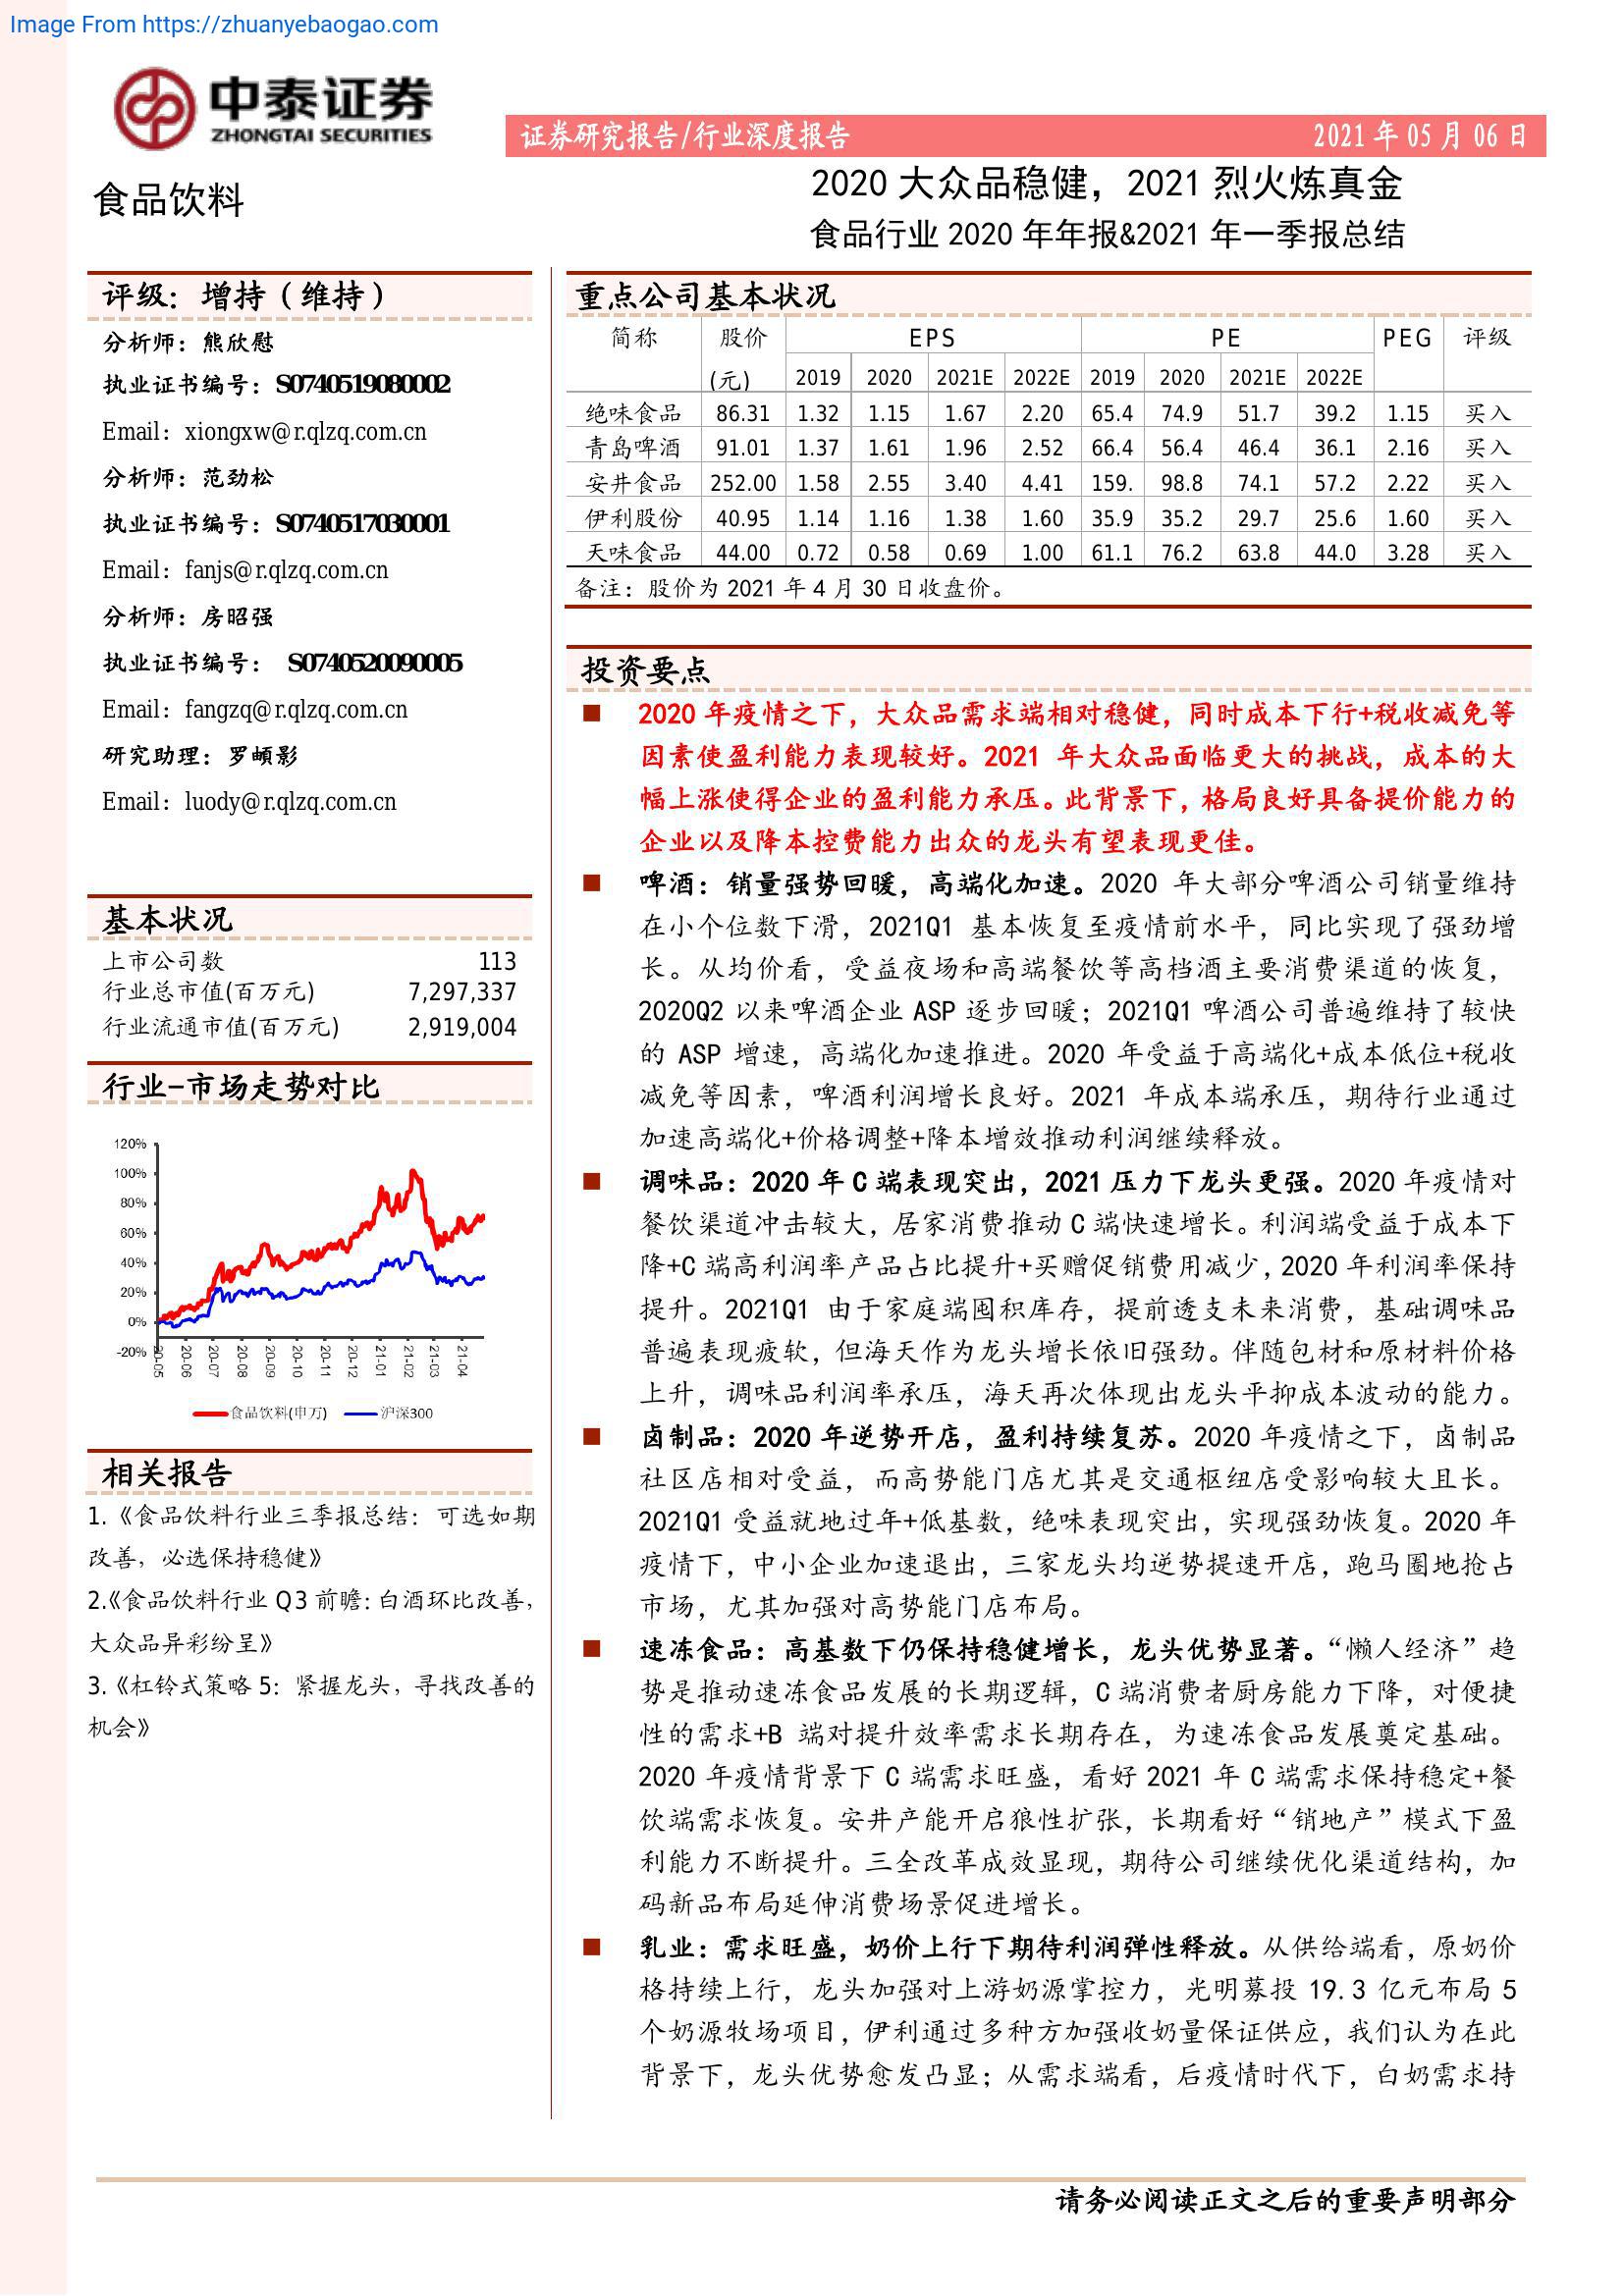 Image From https://zhuanyebaogao.com
中泰证券
ZHONGTAI SECURITIES
证券研究报告/行业深度报告 2021 年 05 月 06 日
食品饮料
2020 大众品稳健，2021 烈火炼真金
食品行业 2020 年年报&2021 年一季报总结
评级：增持（维持）
分析师：熊欣慰
执业证书编号：S0740519080002
Email：xiongxw@r.qlzq.com.cn
分析师：范劲松
执业证书编号：S0740517030001
Email：fanjs@r.qlzq.com.cn
分析师：房昭强
执业证书编号： S0740520090005
Email：fangzq@r.qlzq.com.cn
研究助理：罗頔影
Email：luody@r.qlzq.com.cn
基本状况
上市公司数 113
行业总市值(百万元) 7,297,337
行业流通市值(百万元) 2,919,004
行业-市场走势对比
120%
100%
80%
60%
40%
20%
0%
-20%
20-05 20-06 20-07 20-08 20-09 20-10 20-11 20-12 21-01 21-02 21-03 21-04
食品饮料(申万) 沪深300
相关报告
1.《食品饮料行业三季报总结：可选如期
改善，必选保持稳健》
2.《食品饮料行业 Q3 前瞻：白酒环比改善，
大众品异彩纷呈》
3.《杠铃式策略 5：紧握龙头，寻找改善的
机会》
重点公司基本状况
简称 股价 EPS PE PEG 评级
(元) 2019 2020 2021E 2022E 2019 2020 2021E 2022E
绝味食品 86.31 1.32 1.15 1.67 2.20 65.4 74.9 51.7 39.2 1.15 买入
青岛啤酒 91.01 1.37 1.61 1.96 2.52 66.4 56.4 46.4 36.1 2.16 买入
安井食品 252.00 1.58 2.55 3.40 4.41 159. 98.8 74.1 57.2 2.22 买入
伊利股份 40.95 1.14 1.16 1.38 1.60 35.9 35.2 29.7 25.6 1.60 买入
天味食品 44.00 0.72 0.58 0.69 1.00 61.1 76.2 63.8 44.0 3.28 买入
备注：股价为 2021 年 4 月 30 日收盘价。
投资要点
2020 年疫情之下，大众品需求端相对稳健，同时成本下行+税收减免等
因素使盈利能力表现较好。2021 年大众品面临更大的挑战，成本的大
幅上涨使得企业的盈利能力承压。此背景下，格局良好具备提价能力的
企业以及降本控费能力出众的龙头有望表现更佳。
啤酒：销量强势回暖，高端化加速。2020 年大部分啤酒公司销量维持
在小个位数下滑，2021Q1 基本恢复至疫情前水平，同比实现了强劲增
长。从均价看，受益夜场和高端餐饮等高档酒主要消费渠道的恢复，
2020Q2 以来啤酒企业 ASP 逐步回暖；2021Q1 啤酒公司普遍维持了较快
的 ASP 增速，高端化加速推进。2020 年受益于高端化+成本低位+税收
减免等因素，啤酒利润增长良好。2021 年成本端承压，期待行业通过
加速高端化+价格调整+降本增效推动利润继续释放。
调味品：2020 年 C 端表现突出，2021 压力下龙头更强。2020 年疫情对
餐饮渠道冲击较大，居家消费推动 C 端快速增长。利润端受益于成本下
降+C 端高利润率产品占比提升+买赠促销费用减少，2020 年利润率保持
提升。2021Q1 由于家庭端囤积库存，提前透支未来消费，基础调味品
普遍表现疲软，但海天作为龙头增长依旧强劲。伴随包材和原材料价格
上升，调味品利润率承压，海天再次体现出龙头平抑成本波动的能力。
卤制品：2020 年逆势开店，盈利持续复苏。2020 年疫情之下，卤制品
社区店相对受益，而高势能门店尤其是交通枢纽店受影响较大且长。
2021Q1 受益就地过年+低基数，绝味表现突出，实现强劲恢复。2020 年
疫情下，中小企业加速退出，三家龙头均逆势提速开店，跑马圈地抢占
市场，尤其加强对高势能门店布局。
速冻食品：高基数下仍保持稳健增长，龙头优势显著。“懒人经济”趋
势是推动速冻食品发展的长期逻辑，C 端消费者厨房能力下降，对便捷
性的需求+B 端对提升效率需求长期存在，为速冻食品发展奠定基础。
2020 年疫情背景下 C 端需求旺盛，看好 2021 年 C 端需求保持稳定+餐
饮端需求恢复。安井产能开启狼性扩张，长期看好“销地产”模式下盈
利能力不断提升。三全改革成效显现，期待公司继续优化渠道结构，加
码新品布局延伸消费场景促进增长。
乳业：需求旺盛，奶价上行下期待利润弹性释放。从供给端看，原奶价
格持续上行，龙头加强对上游奶源掌控力，光明募投 19.3 亿元布局 5
个奶源牧场项目，伊利通过多种方加强收奶量保证供应，我们认为在此
背景下，龙头优势愈发凸显；从需求端看，后疫情时代下，白奶需求持
请务必阅读正文之后的重要声明部分